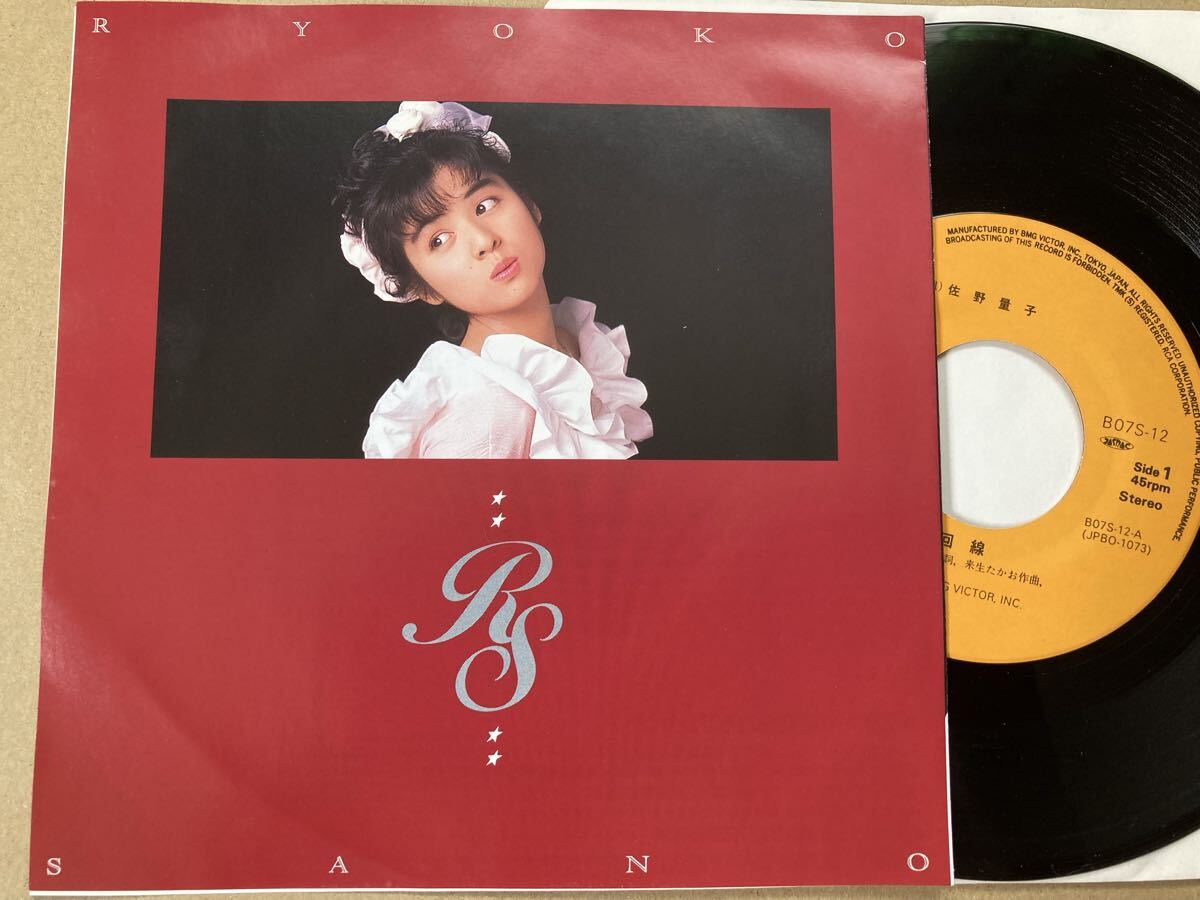 R Y O K O
RS
S A N O
MANUFACTURED BY BMG VICTOR, INC., TOKYO, JAPAN. ALL RIGHTS RESERVED. UNAUTHORIZED COPYING, PUBLIC PERFORMANCE,
BROADCASTING OF THIS RECORD IS FORBIDDEN. TMK (S) REGISTERED. RCA CORPORATION.
佐野量子
B07S-12
JASRAC
Side 1
45rpm
Stereo
B07S-12-A
(JPBO-1073)
回線
詞, 来生たかお作曲,
G VICTOR, INC.